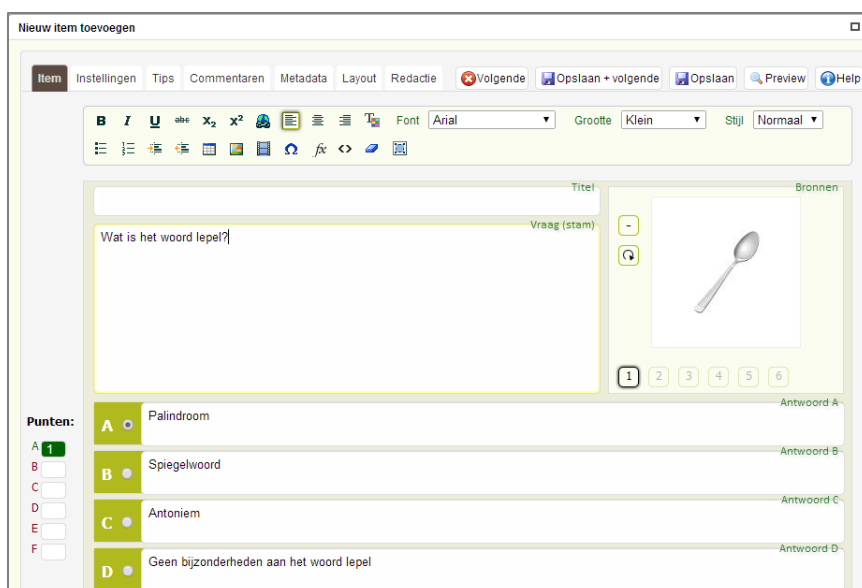 Nieuw item toevoegen
Item Instellingen Tips Commentaren Metadata Layout Redactie Volgende Opslaan + volgende Opslaan Preview Help
B I U abc X₂ X² T Font Arial Grootte Klein Stijl Normaal
Ω fx <>
Titel
Bronnen
Vraag (stam)
Wat is het woord lepel?
-
1 2 3 4 5 6
Punten:
A 1
B
C
D
E
F
Antwoord A
A Palindroom
Antwoord B
B Spiegelwoord
Antwoord C
C Antoniem
Antwoord D
D Geen bijzonderheden aan het woord lepel